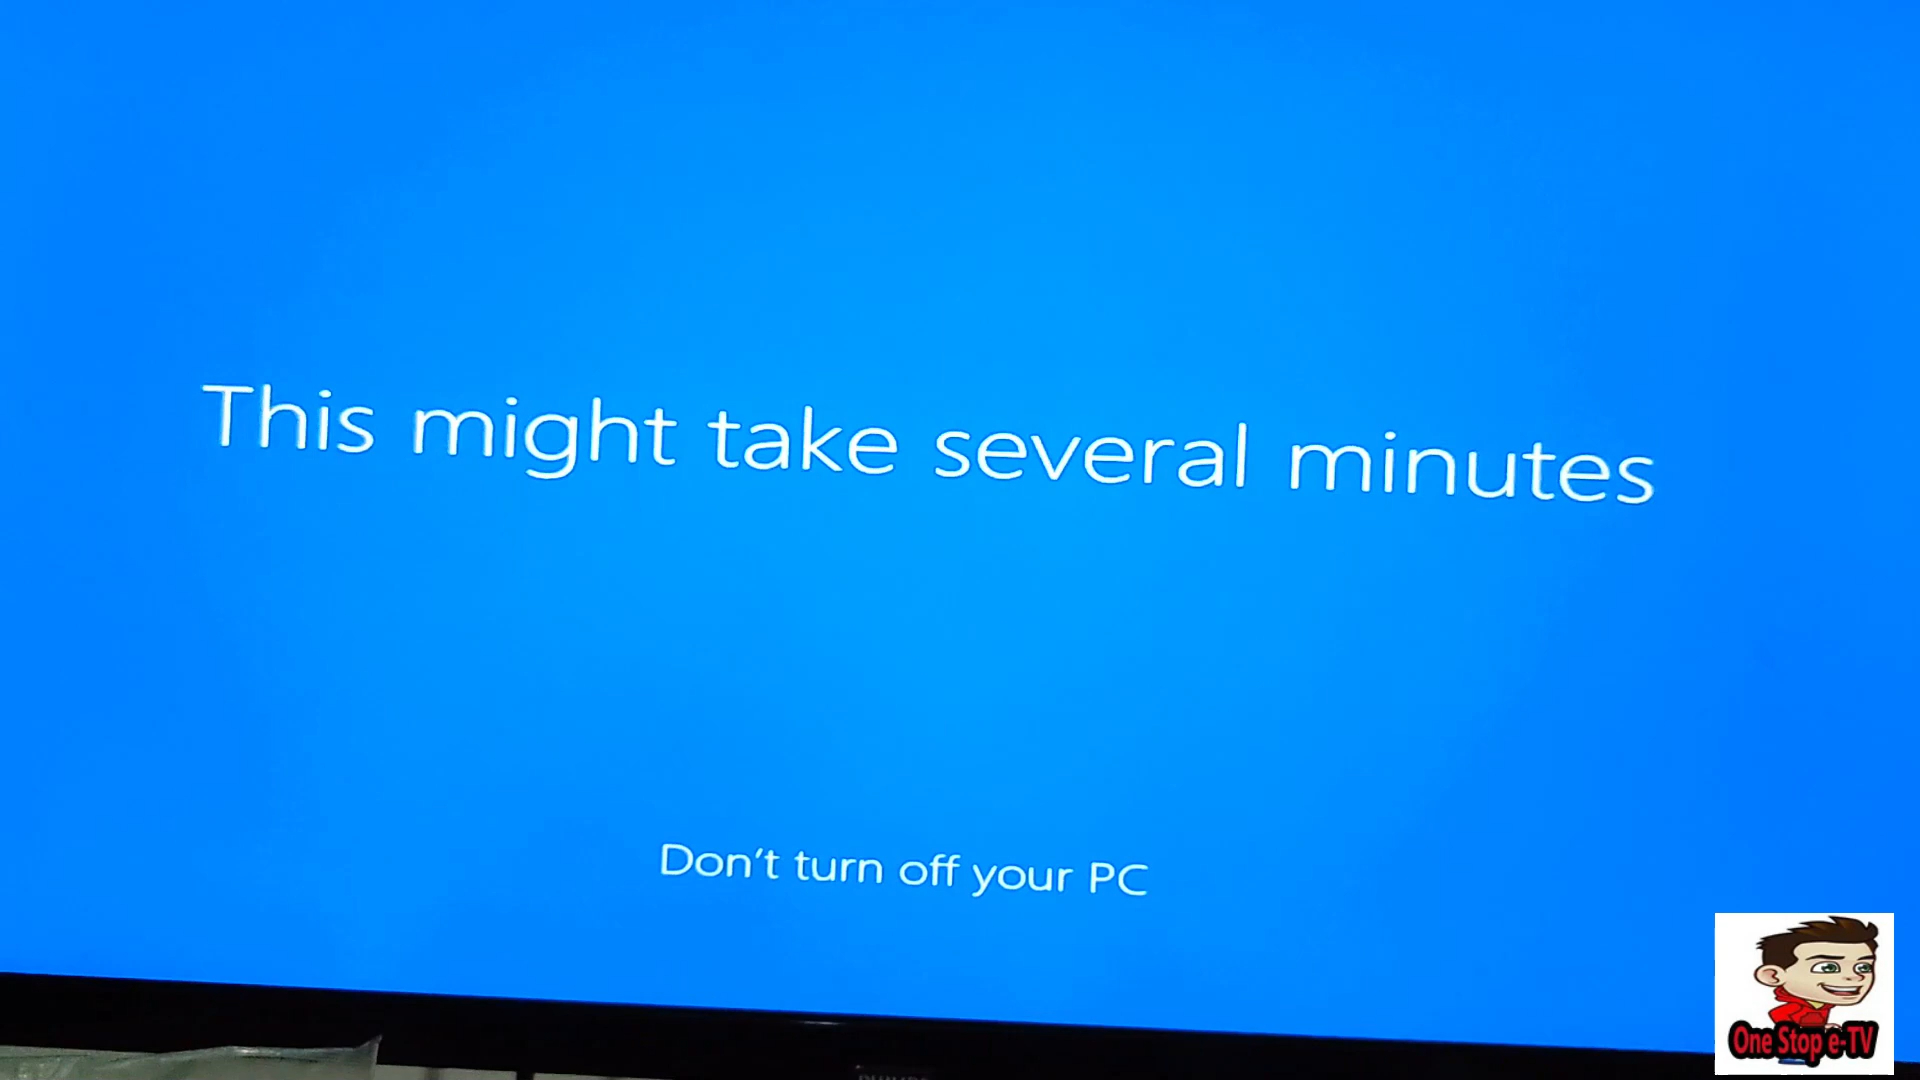 This might take several minutes
Don't turn off your PC
One Stop e-TV